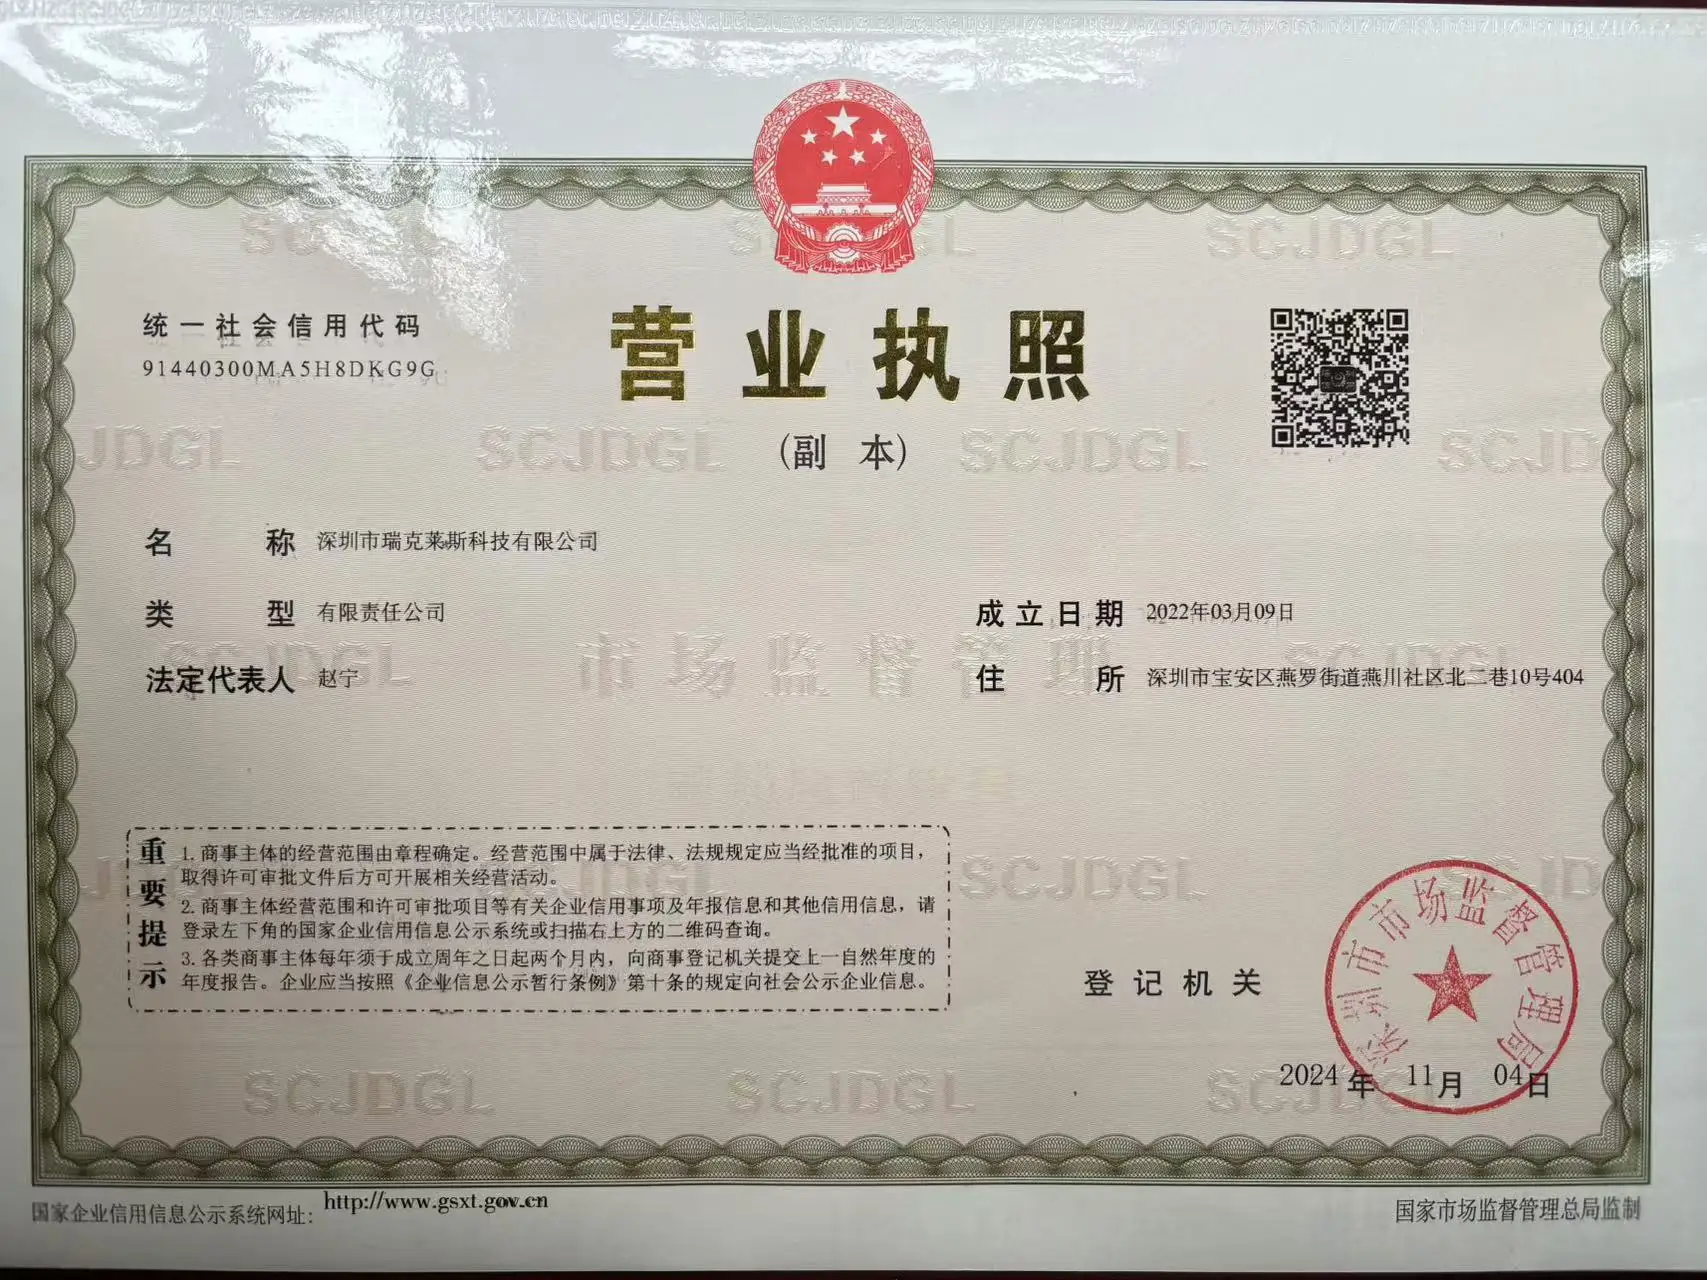 统一社会信用代码
91440300MA5H8DKG9G
营业执照
(副 本)
名 称 深圳市瑞克莱斯科技有限公司
类 型 有限责任公司
成立日期 2022年03月09日
法定代表人 赵宁
住 所 深圳市宝安区燕罗街道燕川社区北二巷10号404
重要提示
1. 商事主体的经营范围由章程确定。经营范围中属于法律、法规规定应当经批准的项目，
取得许可审批文件后方可开展相关经营活动。
2. 商事主体经营范围和许可审批项目等有关企业信用事项及年报信息和其他信用信息，请
登录左下角的国家企业信用信息公示系统或扫描右上方的二维码查询。
3. 各类商事主体每年须于成立周年之日起两个月内，向商事登记机关提交上一自然年度的
年度报告。企业应当按照《企业信息公示暂行条例》第十条的规定向社会公示企业信息。
登记机关
深圳市市场监督管理局
2024 年 11 月 04 日
国家企业信用信息公示系统网址：http://www.gsxt.gov.cn
国家市场监督管理总局监制
SCJDGL
市场监督管理